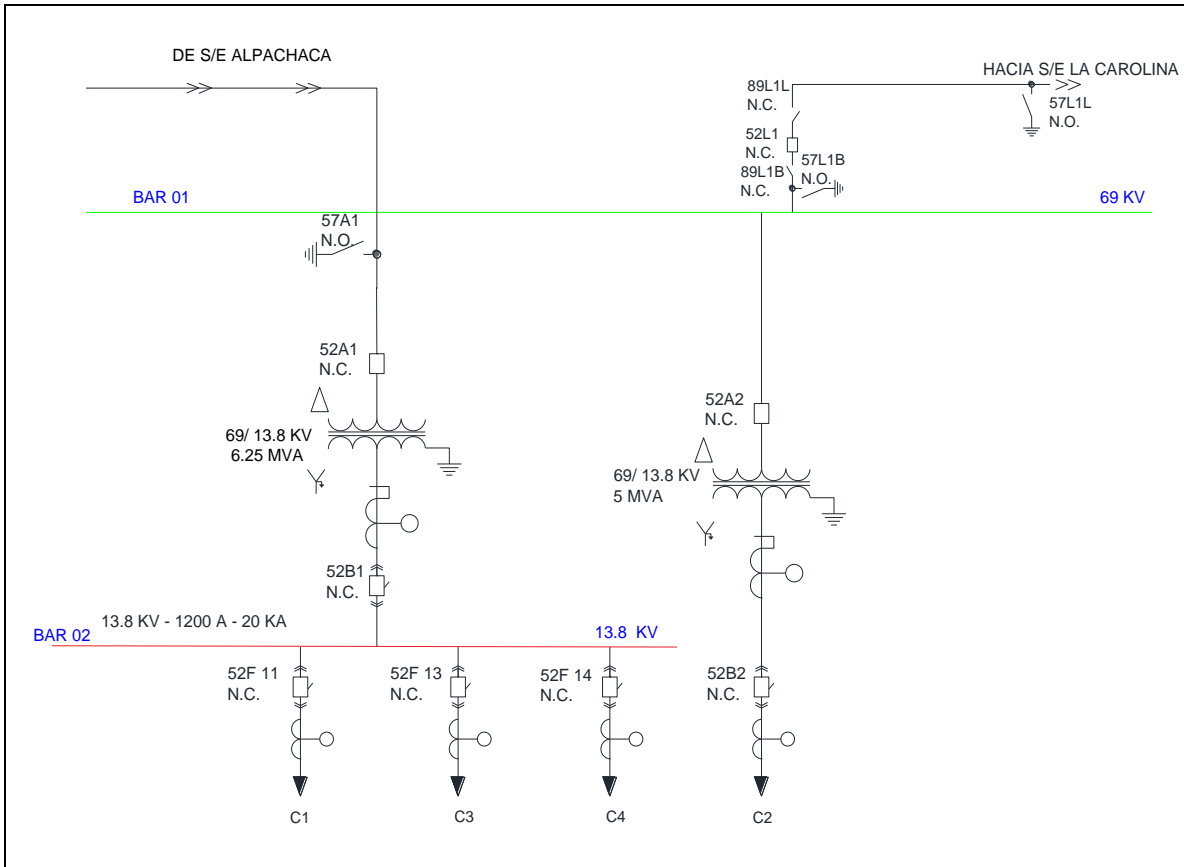 DE S/E ALPACHACA
HACIA S/E LA CAROLINA
89L1L
N.C.
57L1L
N.O.
52L1
N.C.
57L1B
N.O.
89L1B
N.C.
BAR 01
69 KV
57A1
N.O.
52A1
N.C.
52A2
N.C.
69/ 13.8 KV
6.25 MVA
69/ 13.8 KV
5 MVA
52B1
N.C.
13.8 KV - 1200 A - 20 KA
BAR 02
13.8 KV
52F 11
N.C.
52F 13
N.C.
52F 14
N.C.
52B2
N.C.
C1
C3
C4
C2